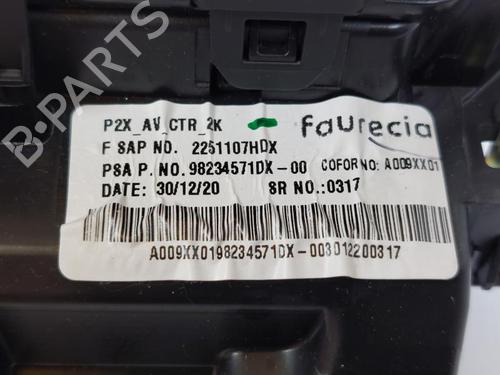 P2X_AV_CTR_2K
faurecia
F SAP NO. 2251107HDX
PSA P. NO. 98234571DX-00 COFOR NO: A009XX01
DATE: 30/12/20 SR NO.:0317
A009XX0198234571DX-003012200317
B-PARTS